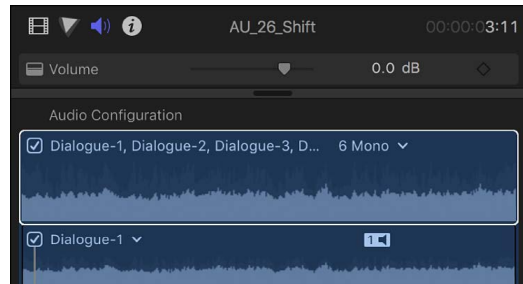 AU_26_Shift
00:00:03:11
Volume
0.0 dB
Audio Configuration
Dialogue-1, Dialogue-2, Dialogue-3, D...
6 Mono
Dialogue-1
1